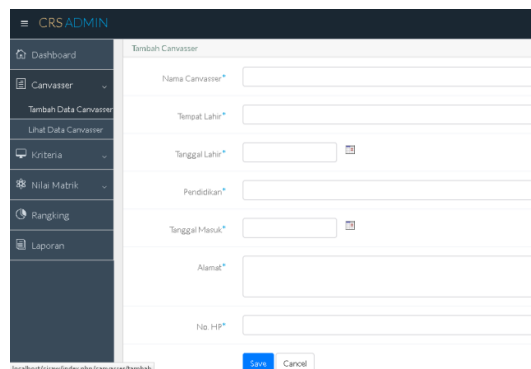 CRS ADMIN
Dashboard
Canvasser
Tambah Data Canvasser
Lihat Data Canvasser
Kriteria
Nilai Matrik
Rangking
Laporan
Tambah Canvasser
Nama Canvasser*
Tempat Lahir*
Tanggal Lahir*
Pendidikan*
Tanggal Masuk*
Alamat*
No. HP*
Save Cancel